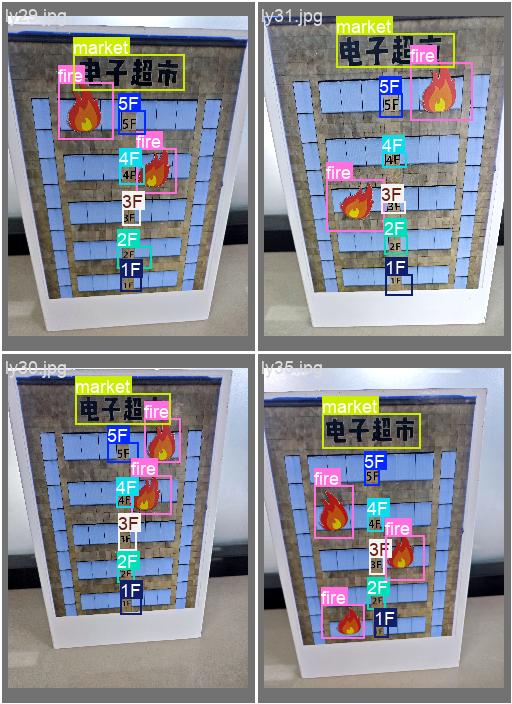 ly29.jpg
market
电子超市
fire
5F
5F
fire
4F
4F
3F
3F
2F
2F
1F
1F
ly31.jpg
market
电子超市
fire
5F
5F
4F
4F
fire
3F
3F
2F
2F
1F
1F
ly30.jpg
market
电子超
fire
5F
5F
fire
4F
4F
3F
3F
2F
2F
1F
1F
ly35.jpg
market
电子超市
5F
5F
fire
4F
4F
fire
3F
3F
2F
2F
fire
1F
1F